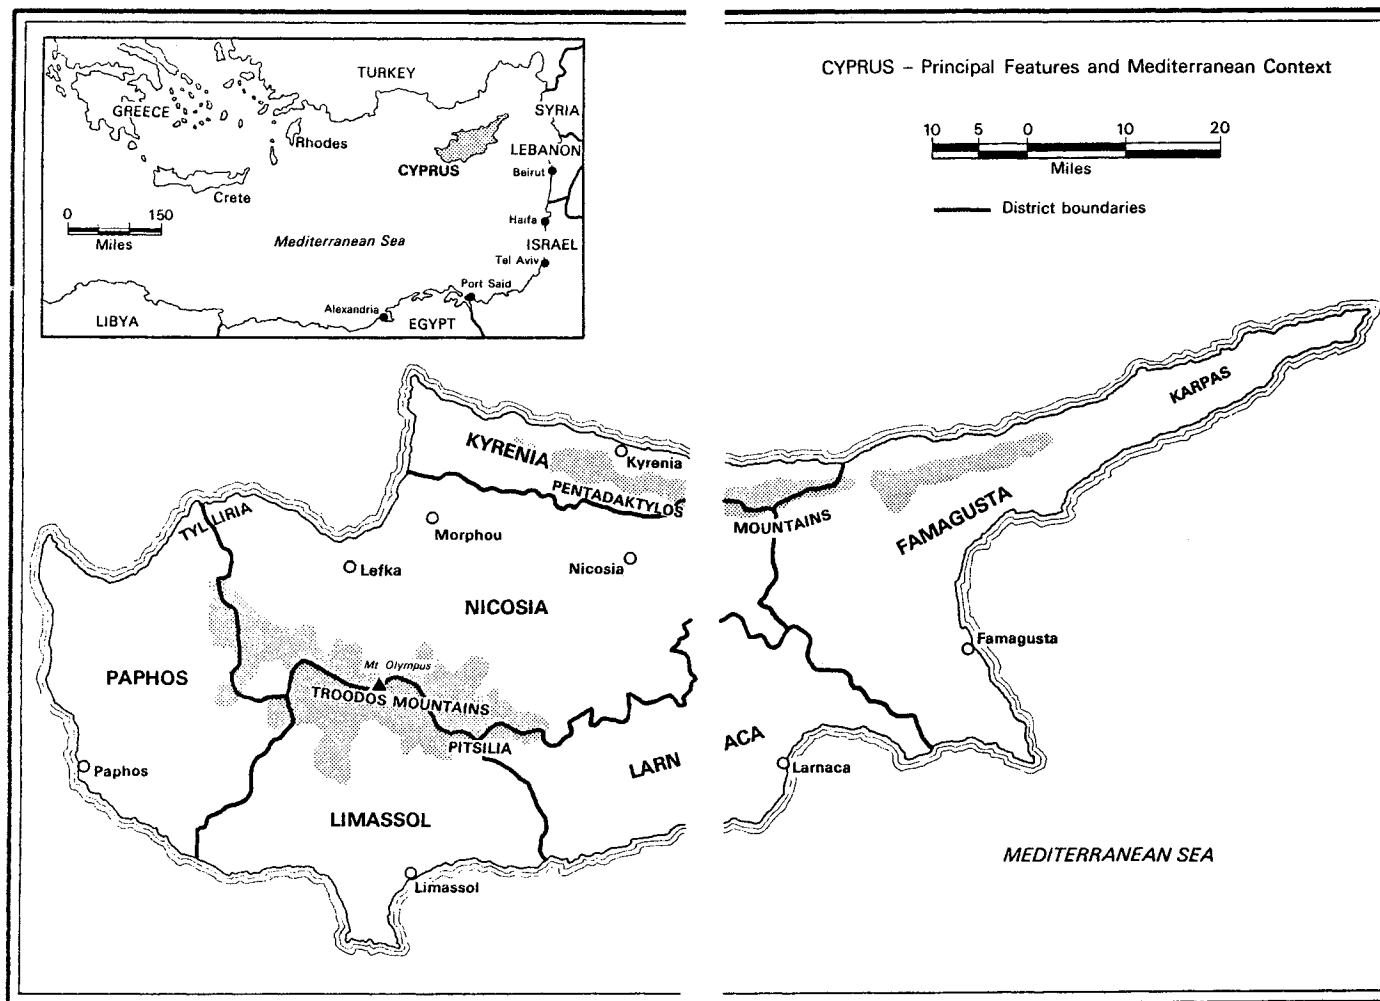 CYPRUS – Principal Features and Mediterranean Context
10 5 0 10 20
Miles
District boundaries
TURKEY
GREECE
SYRIA
Rhodes
LEBANON
CYPRUS
Beirut
Crete
0 150
Miles
Haifa
Mediterranean Sea
ISRAEL
Tel Aviv
Port Said
Alexandria
LIBYA
EGYPT
KARPAS
KYRENIA
Kyrenia
PENTADAKTYLOS
MOUNTAINS
FAMAGUSTA
TYLLIRIA
Morphou
Lefka
Nicosia
NICOSIA
Famagusta
Mt Olympus
PAPHOS
TROODOS MOUNTAINS
PITSILIA
LARN ACA
Paphos
Larnaca
LIMASSOL
MEDITERRANEAN SEA
Limassol